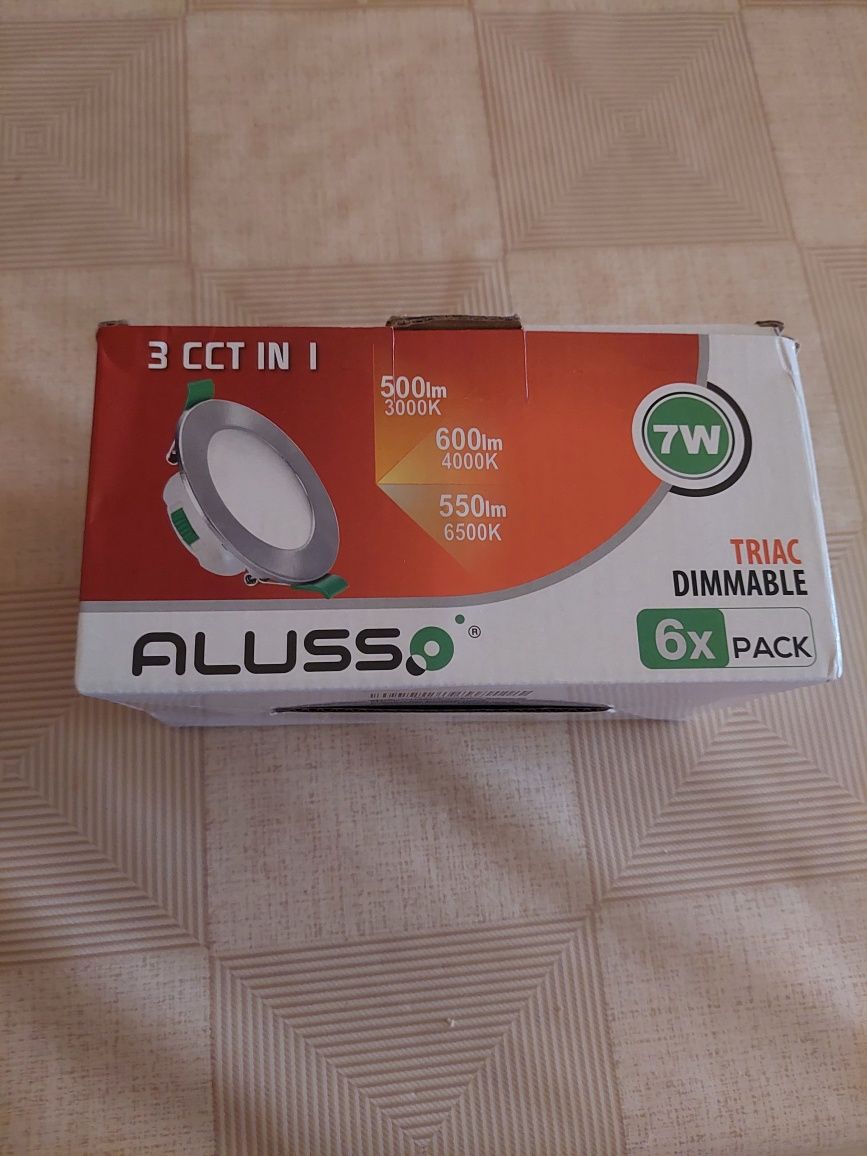 3 CCT IN 1
500lm
3000K
600lm
4000K
550lm
6500K
7W
TRIAC
DIMMABLE
ALUSSO®
6x PACK